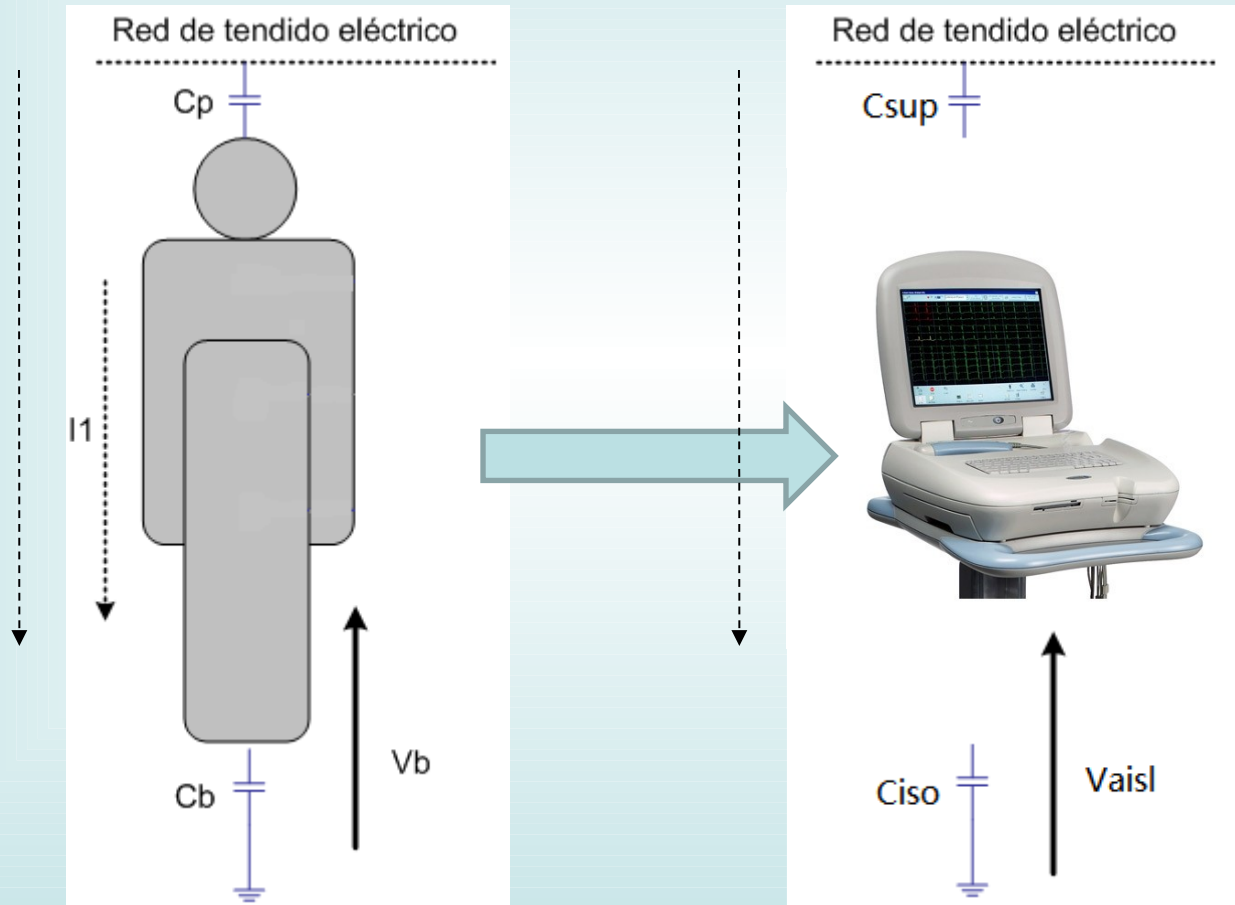 Red de tendido eléctrico
Cp
I1
Vb
Cb
Red de tendido eléctrico
Csup
Ciso
Vaisl